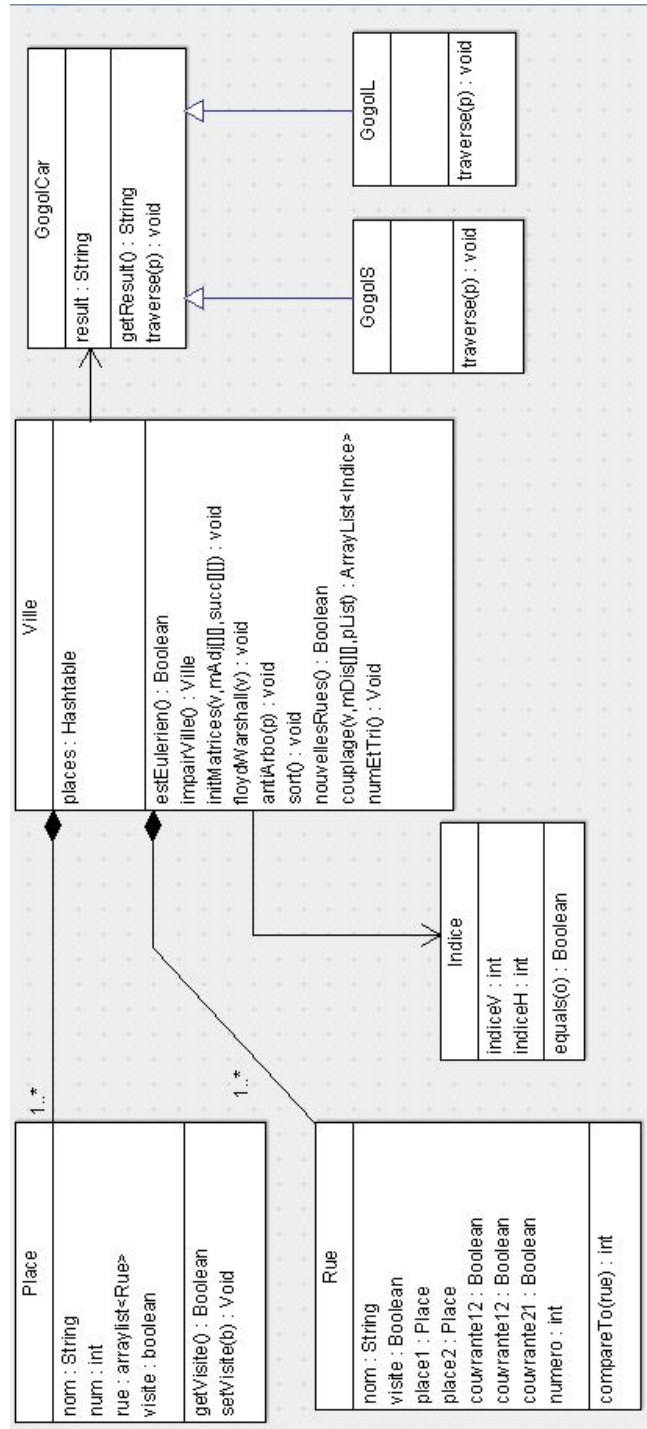 Place
nom : String
num : int
rue : arraylist<Rue>
visite : boolean
getVisite() : Boolean
setVisite(b) : Void
1..*
Rue
nom : String
visite : Boolean
place1 : Place
place2 : Place
couvrante12 : Boolean
couvrante12 : Boolean
couvrante21 : Boolean
numero : int
compareTo(rue) : int
1..*
Ville
places : Hashtable
estEulerien() : Boolean
impairVille() : Ville
initMatrices(v,mAdj[][],succ[][]) : void
floydWarshall(v) : void
antiArbo(p) : void
sort() : void
nouvellesRues() : Boolean
couplage(v,mDis[][],pList) : ArrayList<Indice>
numEtTri() : Void
Indice
indiceV : int
indiceH : int
equals(o) : Boolean
GogolCar
result : String
getResult() : String
traverse(p) : void
GogolS
traverse(p) : void
GogolL
traverse(p) : void